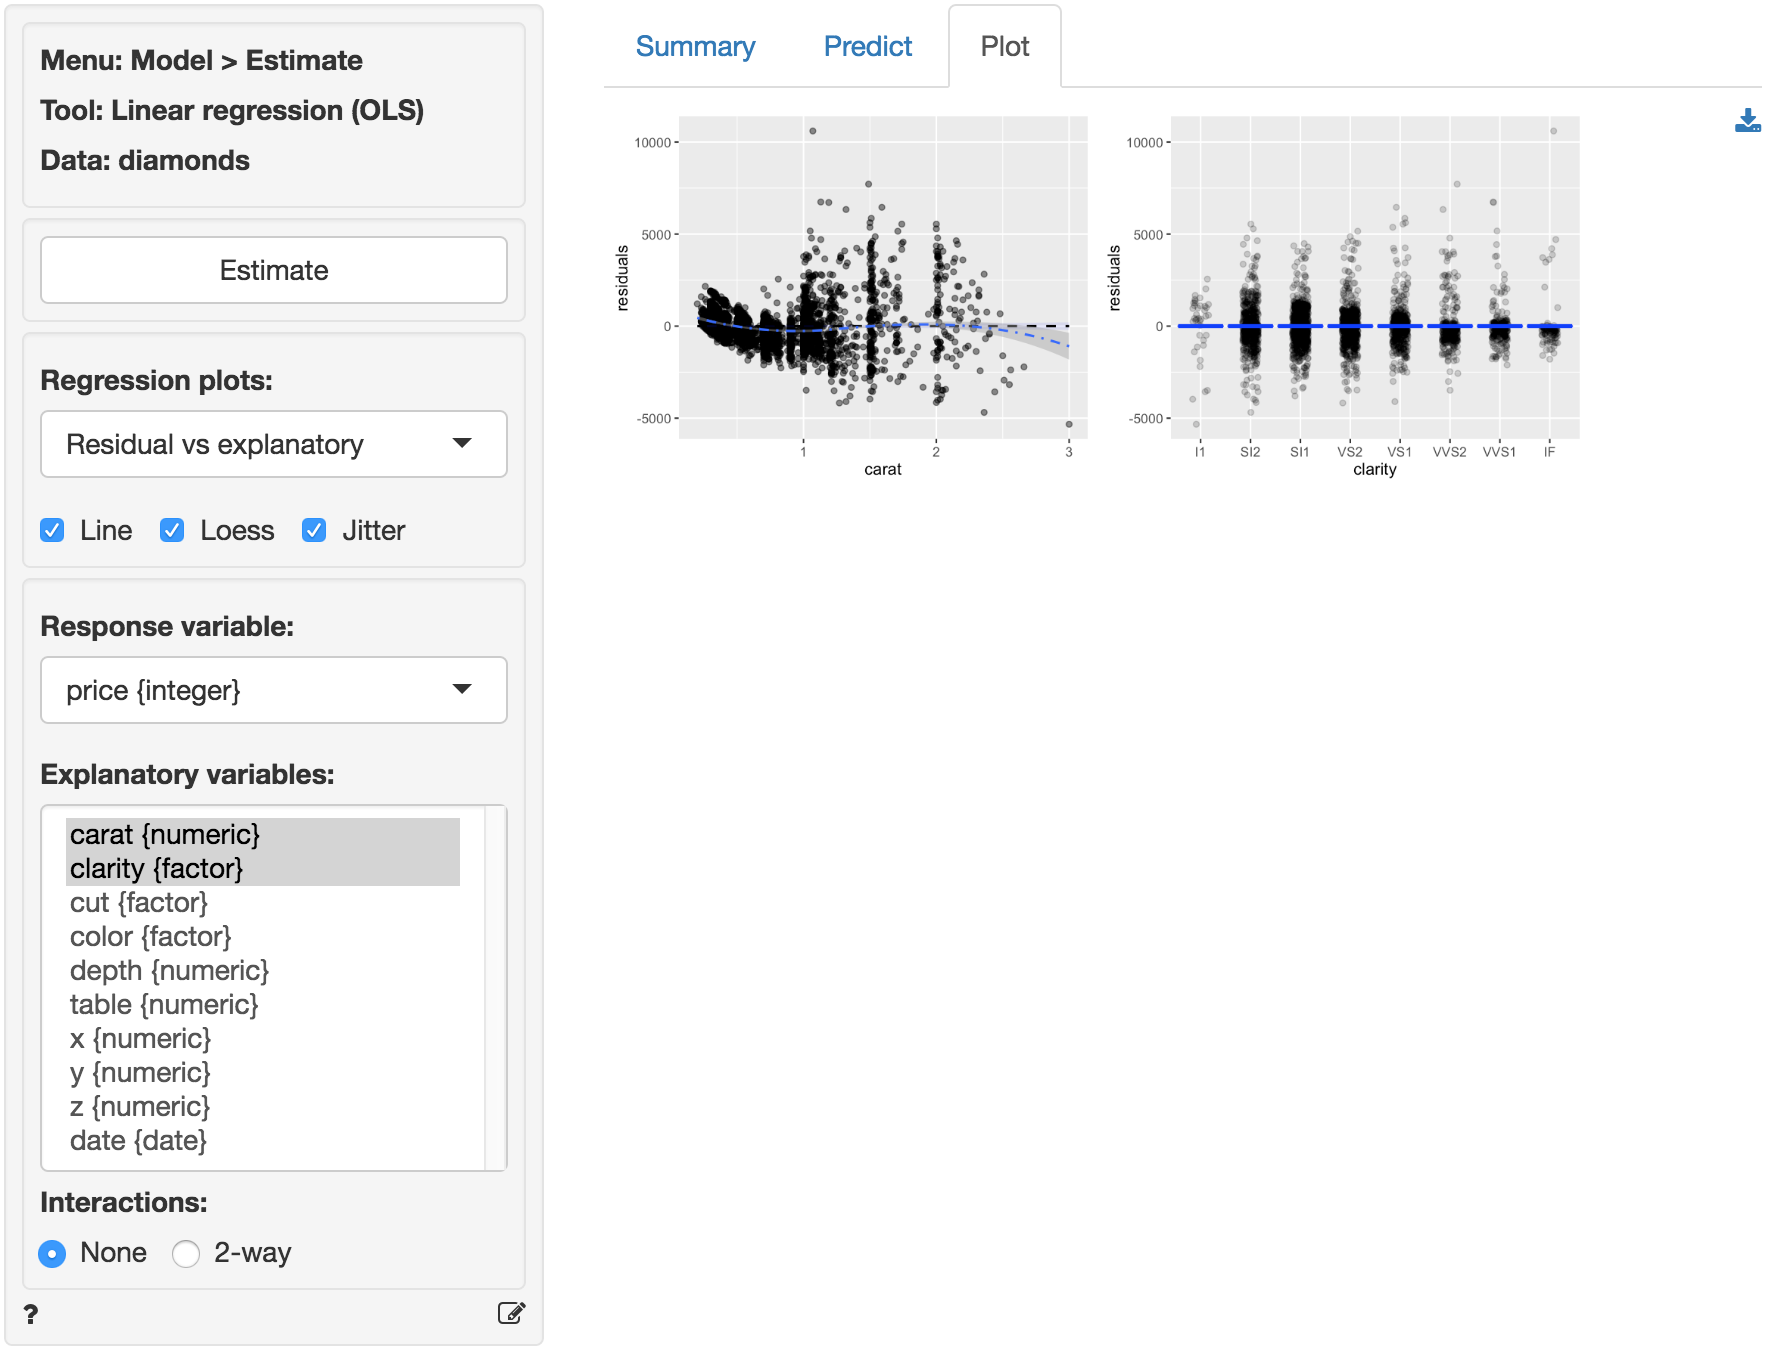 Menu: Model > Estimate
Tool: Linear regression (OLS)
Data: diamonds
Estimate
Regression plots:
Residual vs explanatory
Line Loess Jitter
Response variable:
price {integer}
Explanatory variables:
carat {numeric}
clarity {factor}
cut {factor}
color {factor}
depth {numeric}
table {numeric}
x {numeric}
y {numeric}
z {numeric}
date {date}
Interactions:
None 2-way
?
Summary Predict Plot
10000
5000
0
-5000
residuals
1 2 3
carat
10000
5000
0
-5000
residuals
I1 SI2 SI1 VS2 VS1 VVS2 VVS1 IF
clarity